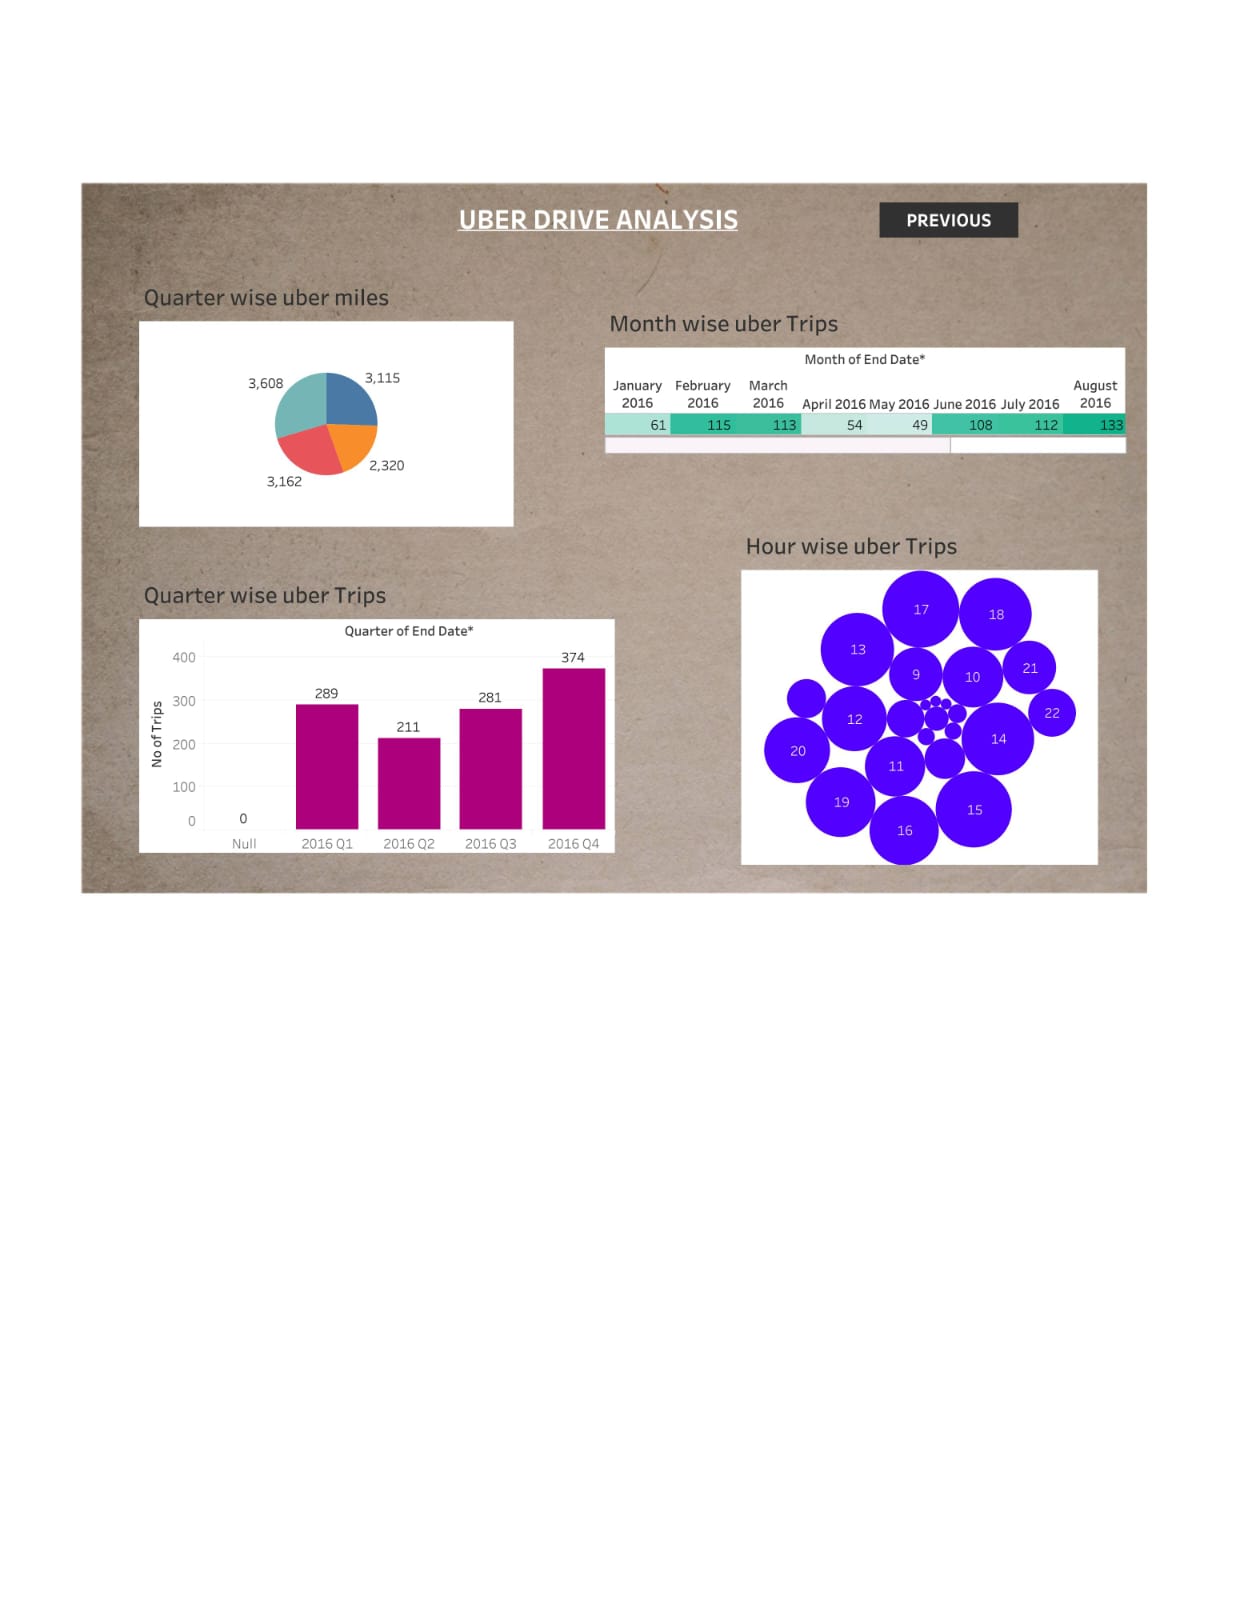 UBER DRIVE ANALYSIS
PREVIOUS
Quarter wise uber miles
3,608
3,115
2,320
3,162
Month wise uber Trips
Month of End Date*
January 2016
February 2016
March 2016
April 2016
May 2016
June 2016
July 2016
August 2016
61 115 113 54 49 108 112 133
Quarter wise uber Trips
Quarter of End Date*
No of Trips
400
300
200
100
0
0
289
211
281
374
Null 2016 Q1 2016 Q2 2016 Q3 2016 Q4
Hour wise uber Trips
17
18
13
9
10
21
12
22
20
14
11
19
15
16